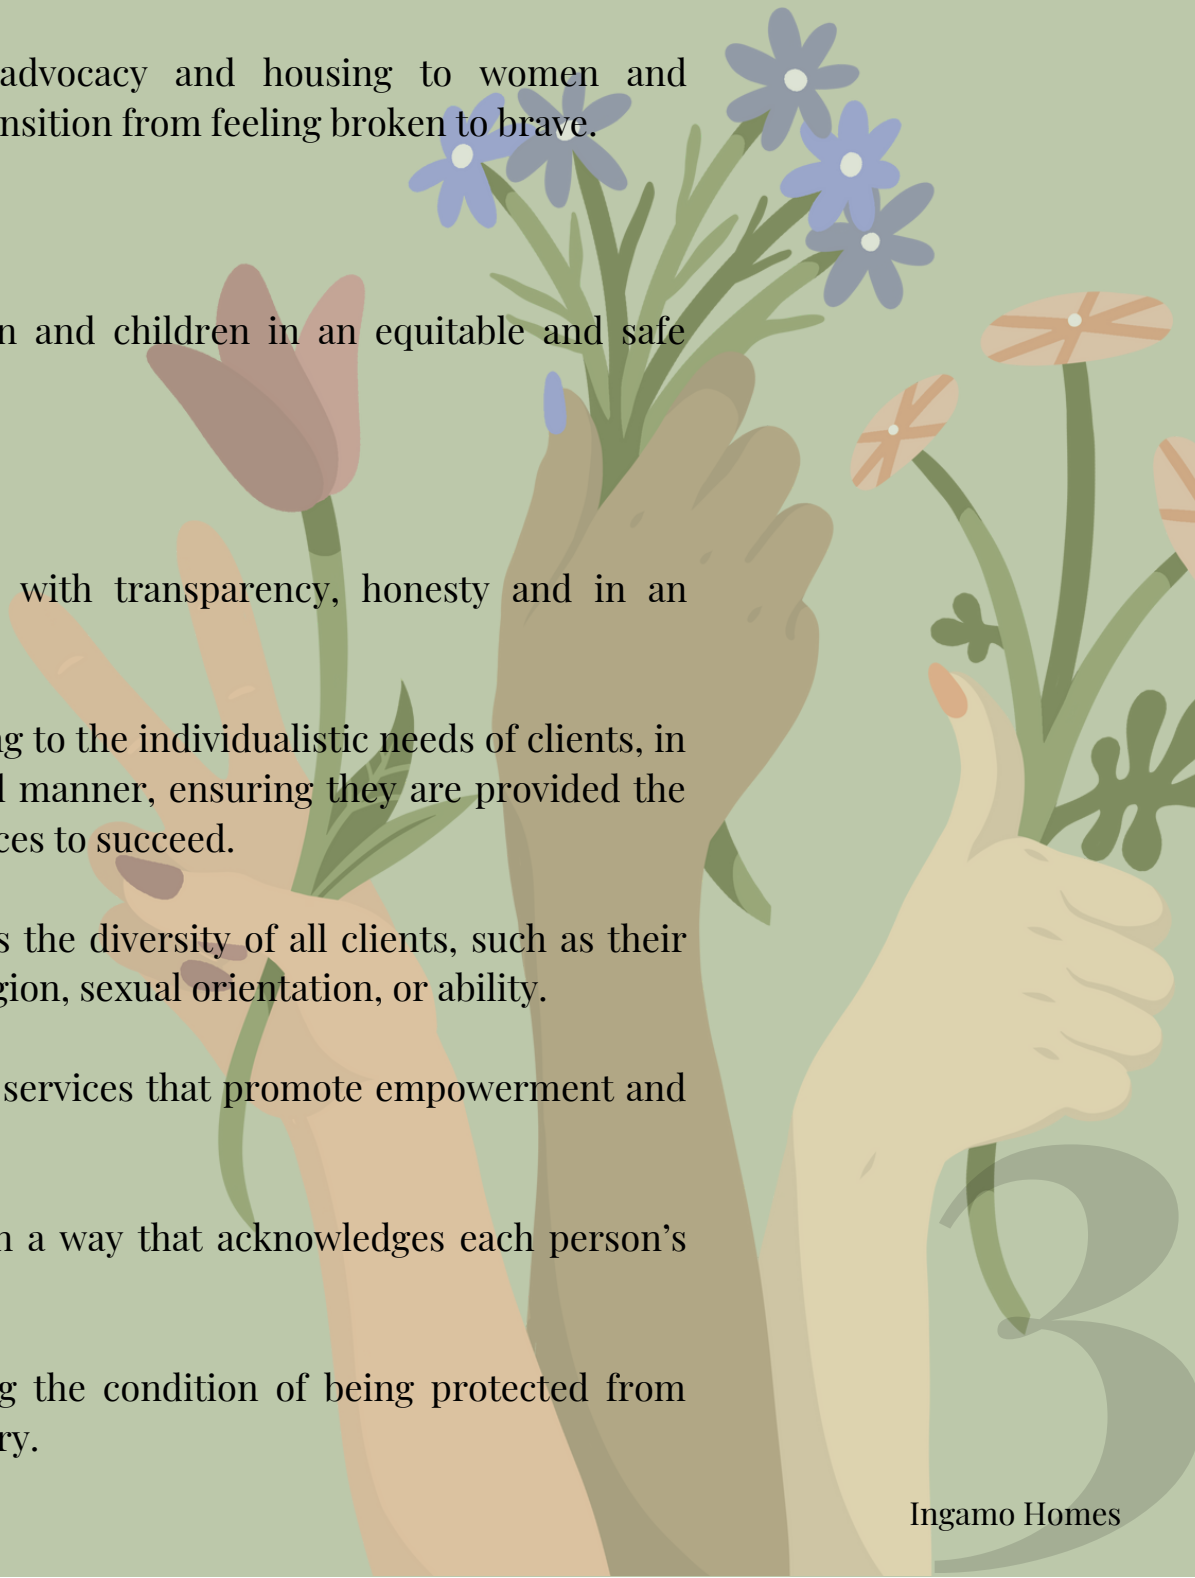 advocacy and housing to women and
nsition from feeling broken to brave.
n and children in an equitable and safe
with transparency, honesty and in an
ng to the individualistic needs of clients, in
l manner, ensuring they are provided the
ces to succeed.
s the diversity of all clients, such as their
gion, sexual orientation, or ability.
services that promote empowerment and
n a way that acknowledges each person’s
g the condition of being protected from
ry.
3
Ingamo Homes